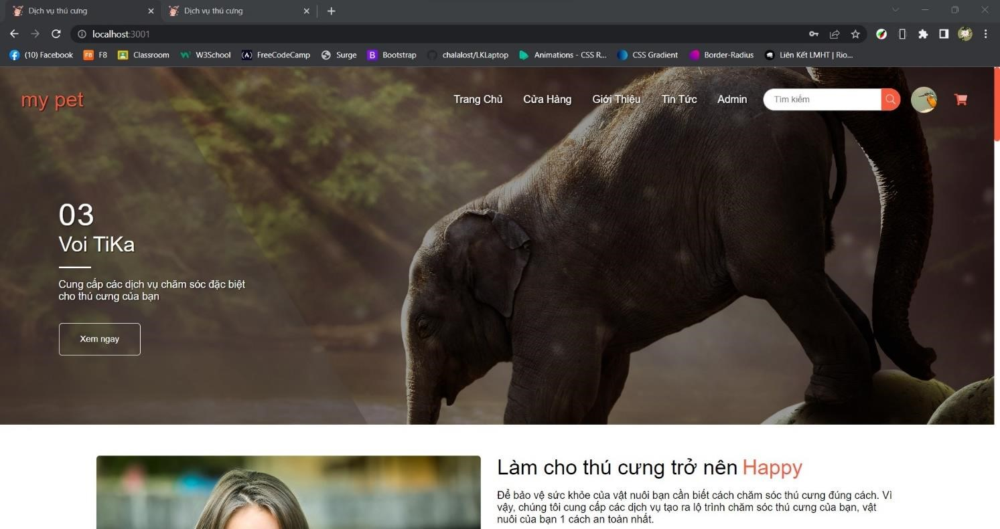 Dịch vụ thú cưng
Dịch vụ thú cưng
localhost:3001
(10) Facebook F8 Classroom W3School FreeCodeCamp Surge Bootstrap chalalost/LKLaptop Animations - CSS R... CSS Gradient Border-Radius Liên Kết LMHT | Rio...
my pet Trang Chủ Cửa Hàng Giới Thiệu Tin Tức Admin Tìm kiếm
03
Voi TiKa
Cung cấp các dịch vụ chăm sóc đặc biệt
cho thú cưng của bạn
Xem ngay
Làm cho thú cưng trở nên Happy
Để bảo vệ sức khỏe của vật nuôi bạn cần biết cách chăm sóc thú cưng đúng cách. Vì
vậy, chúng tôi cung cấp các dịch vụ tạo ra lộ trình chăm sóc thú cưng của bạn, vật
nuôi của bạn 1 cách an toàn nhất.